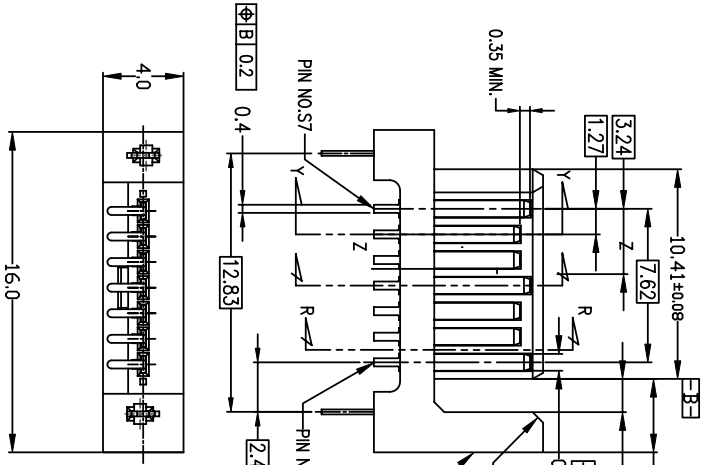 ⌖ B 0.2
0.4
4.0
PIN NO.S7
0.35 MIN.
3.24
1.27
10.41±0.08
7.62
Y
Y
Z
Z
R
R
-B-
12.83
16.0
2.4
PIN N